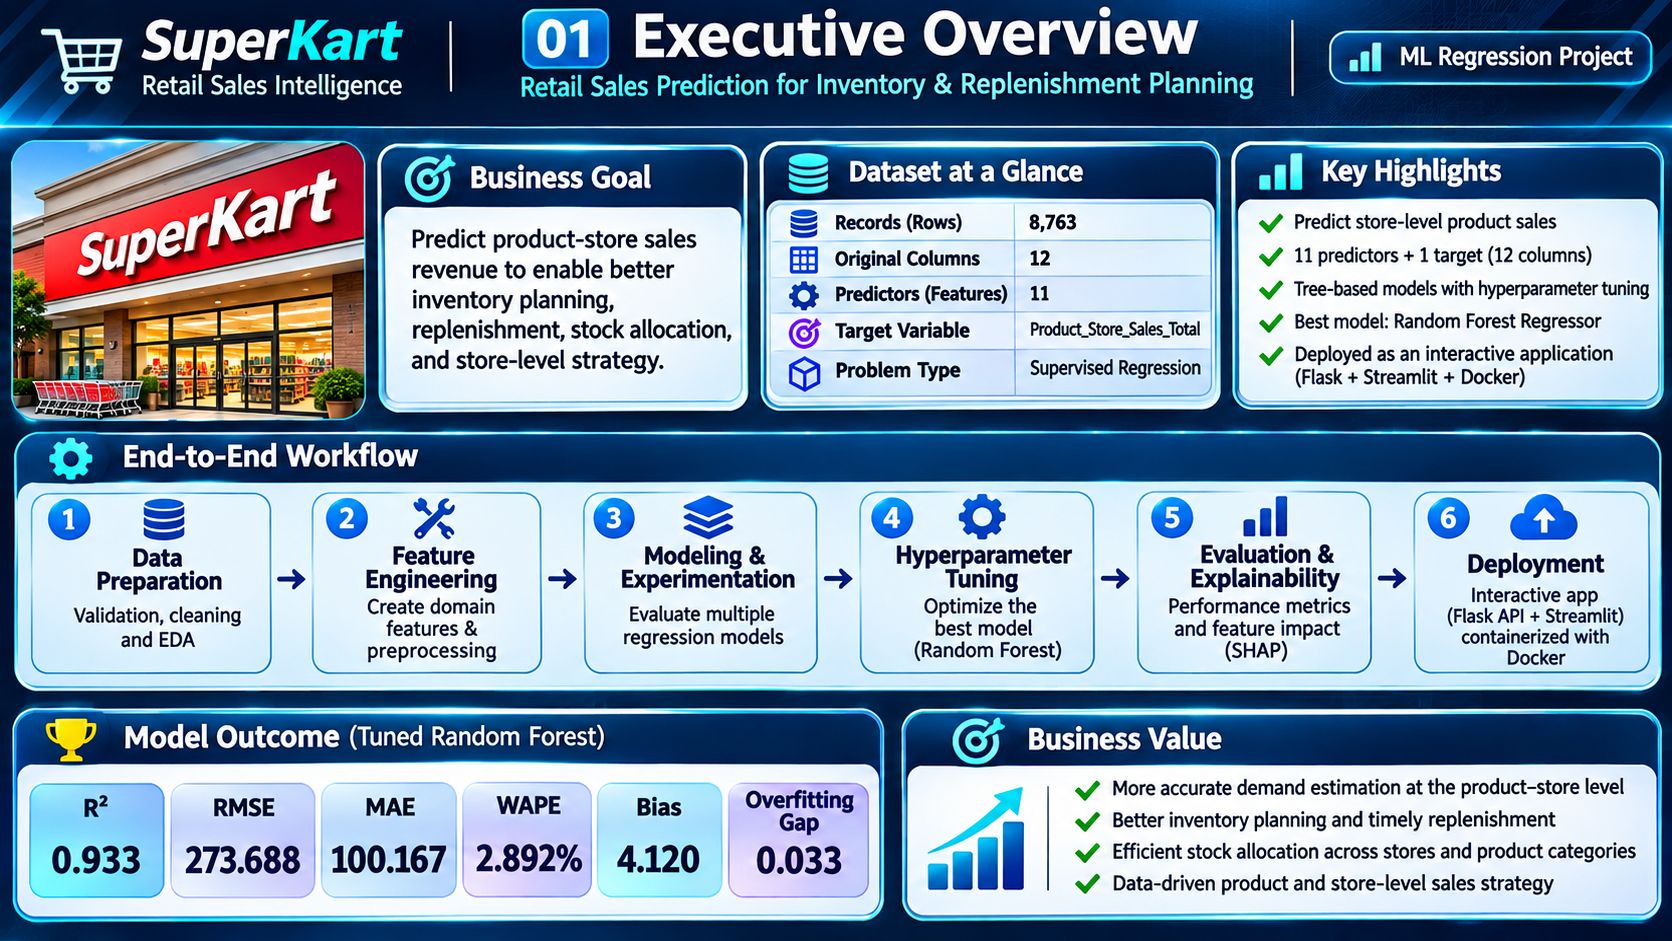 SuperKart
Retail Sales Intelligence
01 Executive Overview
Retail Sales Prediction for Inventory & Replenishment Planning
ML Regression Project
SuperKart
Business Goal
Predict product-store sales
revenue to enable better
inventory planning,
replenishment, stock allocation,
and store-level strategy.
Dataset at a Glance
Records (Rows) 8,763
Original Columns 12
Predictors (Features) 11
Target Variable Product_Store_Sales_Total
Problem Type Supervised Regression
Key Highlights
Predict store-level product sales
11 predictors + 1 target (12 columns)
Tree-based models with hyperparameter tuning
Best model: Random Forest Regressor
Deployed as an interactive application
(Flask + Streamlit + Docker)
End-to-End Workflow
1
Data
Preparation
Validation, cleaning
and EDA
2
Feature
Engineering
Create domain
features &
preprocessing
3
Modeling &
Experimentation
Evaluate multiple
regression models
4
Hyperparameter
Tuning
Optimize the
best model
(Random Forest)
5
Evaluation &
Explainability
Performance metrics
and feature impact
(SHAP)
6
Deployment
Interactive app
(Flask API + Streamlit)
containerized with
Docker
Model Outcome (Tuned Random Forest)
R²
0.933
RMSE
273.688
MAE
100.167
WAPE
2.892%
Bias
4.120
Overfitting
Gap
0.033
Business Value
More accurate demand estimation at the product–store level
Better inventory planning and timely replenishment
Efficient stock allocation across stores and product categories
Data-driven product and store-level sales strategy